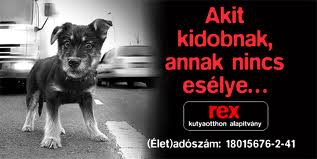 Akit
kidobnak,
annak nincs
esélye...
rex
kutyaotthon alapítvány
(Élet)adószám: 18015676-2-41